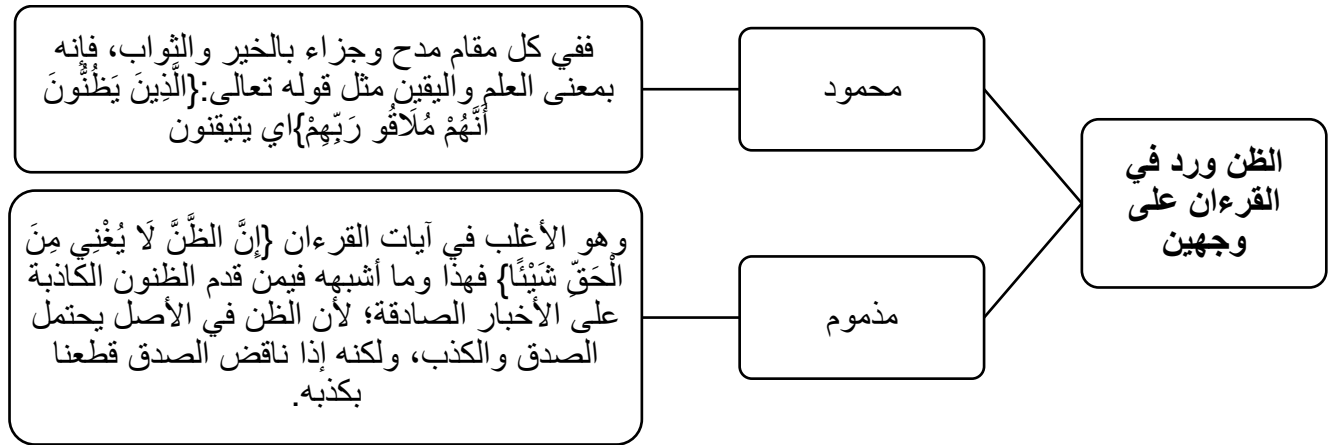 الظن ورد في
القرءان على
وجهين
محمود
ففي كل مقام مدح وجزاء بالخير والثواب، فإنه
بمعنى العلم واليقين مثل قوله تعالى:{الَّذِينَ يَظُنُّونَ
أَنَّهُمْ مُلَاقُو رَبِّهِمْ}اي يتيقنون
مذموم
وهو الأغلب في آيات القرءان {إِنَّ الظَّنَّ لَا يُغْنِي مِنَ
الْحَقِّ شَيْئًا} فهذا وما أشبهه فيمن قدم الظنون الكاذبة
على الأخبار الصادقة؛ لأن الظن في الأصل يحتمل
الصدق والكذب، ولكنه إذا ناقض الصدق قطعنا
بكذبه.